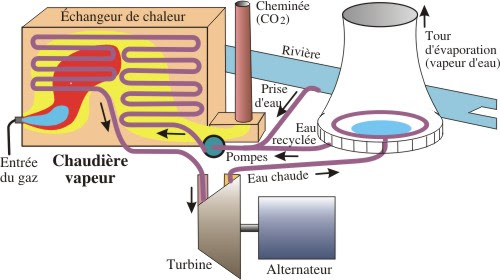 Échangeur de chaleur
Cheminée
(CO2)
Rivière
Tour
d'évaporation
(vapeur d'eau)
Prise
d'eau
Eau
recyclée
Entrée
du gaz
Chaudière
vapeur
Pompes
Eau chaude
Turbine
Alternateur